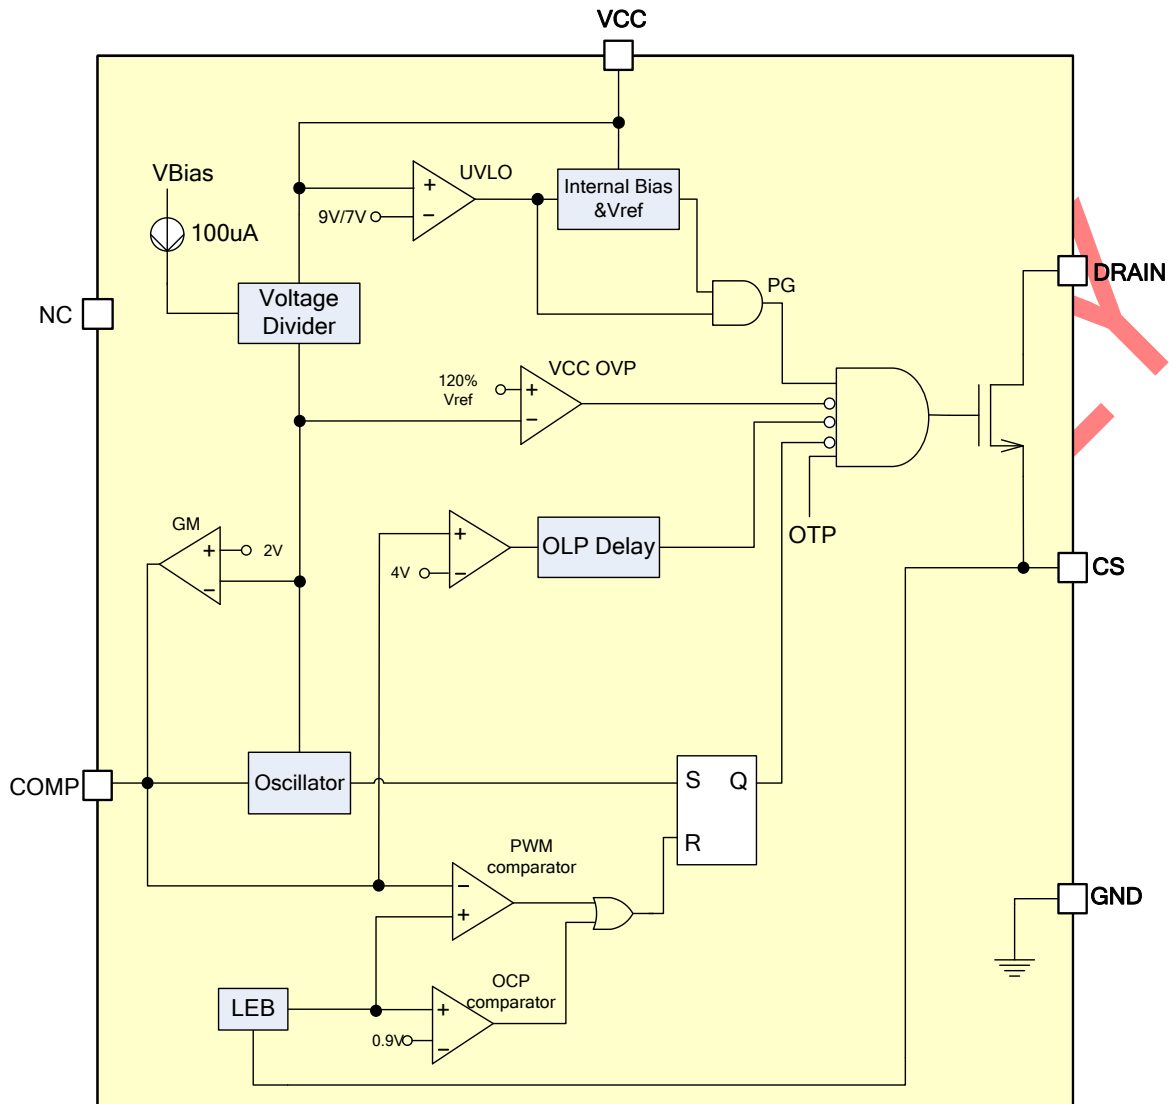 VCC
VBias
UVLO
Internal Bias
&Vref
9V/7V
100uA
DRAIN
PG
Voltage
Divider
NC
VCC OVP
120%
Vref
GM
2V
OTP
OLP Delay
4V
CS
COMP
Oscillator
S
Q
R
PWM
comparator
GND
OCP
comparator
LEB
0.9V